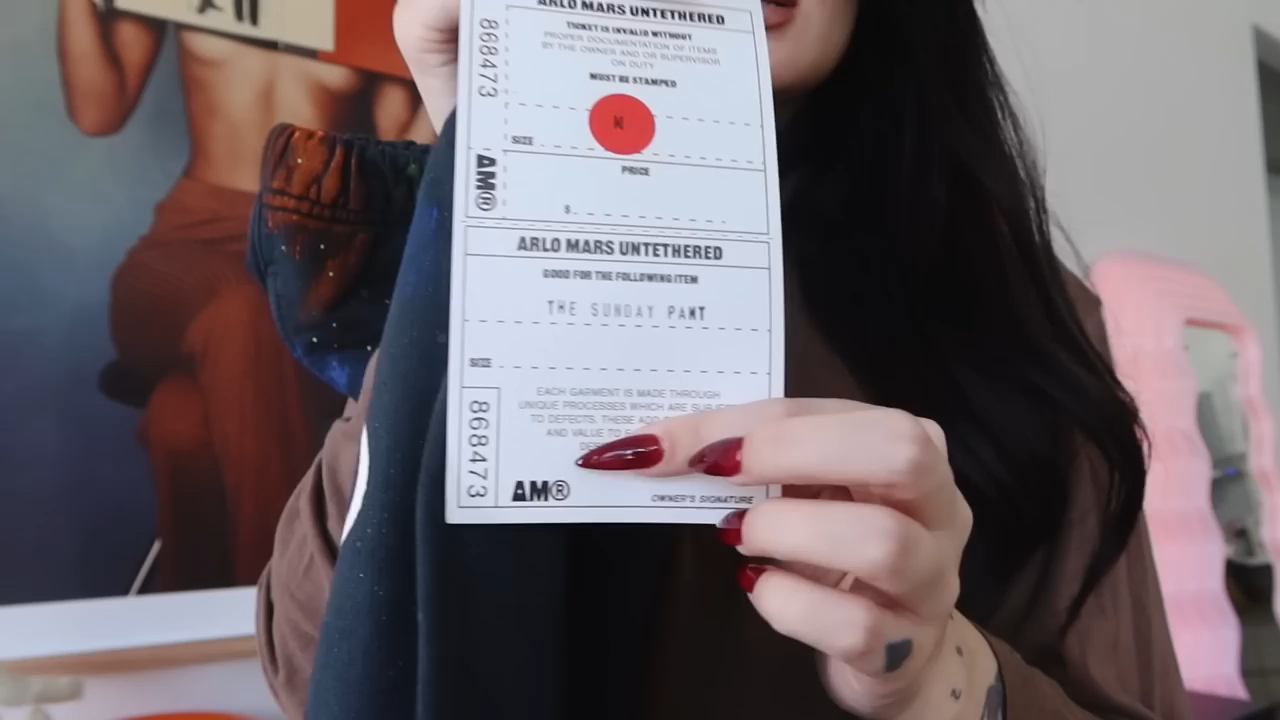 ARLO MARS UNTETHERED
TICKET IS INVALID WITHOUT
PROPER DOCUMENTATION OF ITEMS
BY THE OWNER AND OR SUPERVISOR
ON DUTY
MUST BE STAMPED
N
SIZE
PRICE
$
868473
AM®
ARLO MARS UNTETHERED
GOOD FOR THE FOLLOWING ITEM
THE SUNDAY PANT
SIZE
EACH GARMENT IS MADE THROUGH
UNIQUE PROCESSES WHICH ARE
TO DEFECTS. THESE
AND VALUE TO
868473
AM®
OWNER'S SIGNATURE